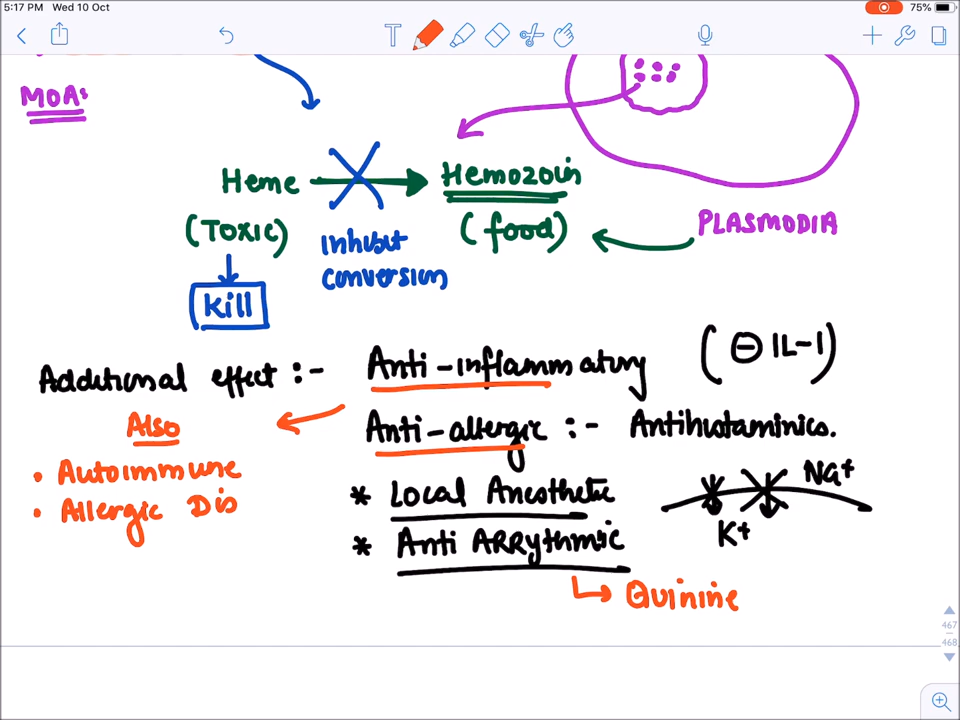 5:17 PM Wed 10 Oct 75%
T
MOA:
Heme Hemozoin
(Toxic) (food)
PLASMODIA
Inhibit
conversion
Kill
Additional effect :- Anti-inflammatory (⊖ IL-1)
Also
Anti-allergic :- Antihistaminics.
• Autoimmune
• Allergic Dis
* Local Anesthetic
Na+
K+
* Anti ARRythmic
Quinine
467
468